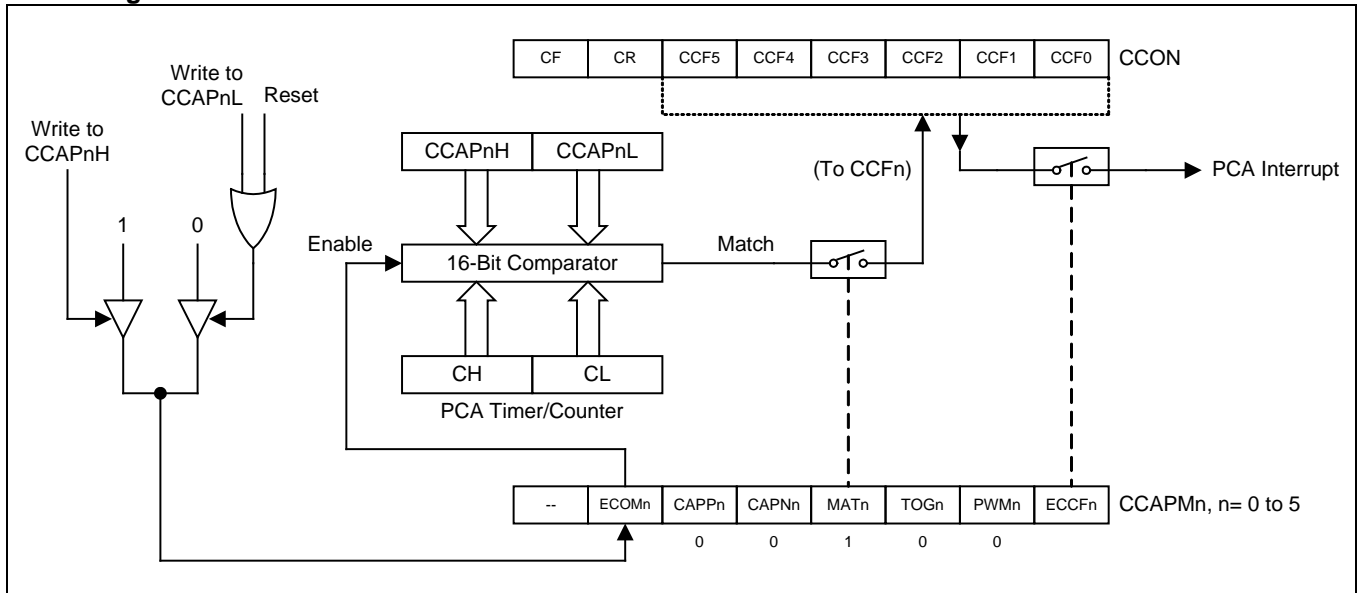 CF CR CCF5 CCF4 CCF3 CCF2 CCF1 CCF0 CCON
Write to
CCAPnL
Reset
Write to
CCAPnH
CCAPnH CCAPnL
(To CCFn)
PCA Interrupt
1 0
Enable
16-Bit Comparator
Match
CH CL
PCA Timer/Counter
-- ECOMn CAPPn CAPNn MATn TOGn PWMn ECCFn CCAPMn, n= 0 to 5
0 0 1 0 0